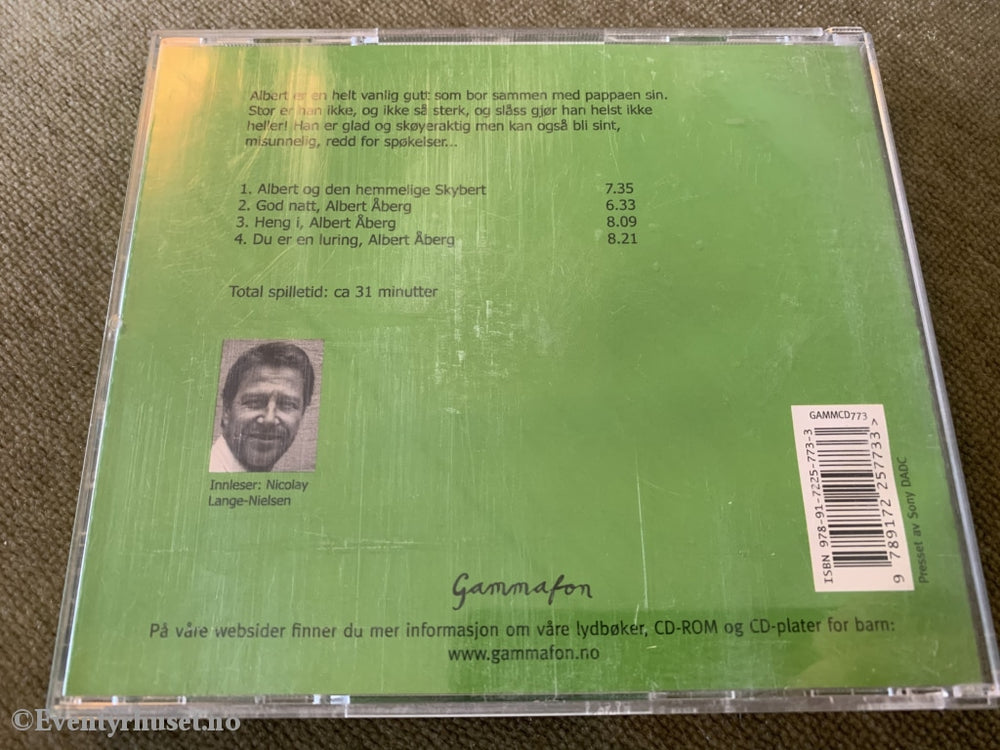 Albert er en helt vanlig gutt som bor sammen med pappaen sin.
Stor er han ikke, og ikke så sterk, og slåss gjør han helst ikke
heller! Han er glad og skøyeraktig men kan også bli sint,
misunnelig, redd for spøkelser...
1. Albert og den hemmelige Skybert 7.35
2. God natt, Albert Åberg 6.33
3. Heng i, Albert Åberg 8.09
4. Du er en luring, Albert Åberg 8.21
Total spilletid: ca 31 minutter
Innleser: Nicolay
Lange-Nielsen
GAMMCD773
ISBN 978-91-7225-773-3
9 789172 257733 >
Presset av Sony DADC
Gammafon
På våre websider finner du mer informasjon om våre lydbøker, CD-ROM og CD-plater for barn:
www.gammafon.no
©Eventyrhuset.no